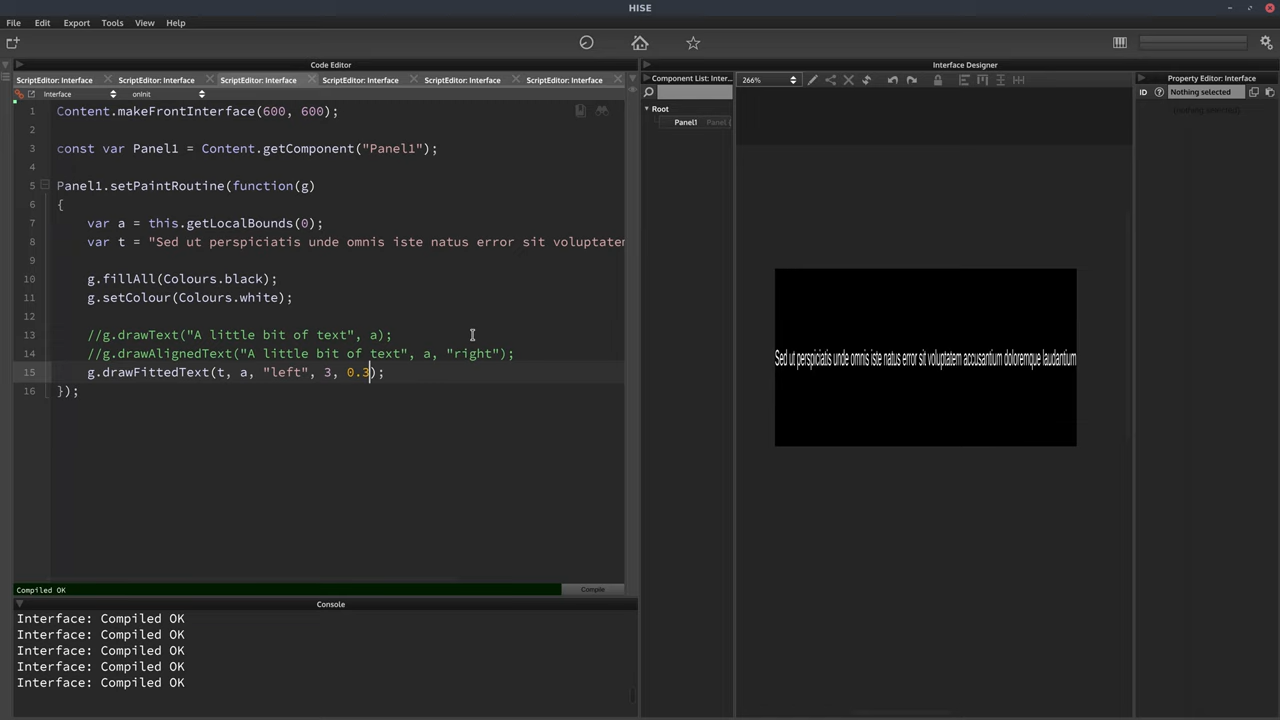 HISE
File Edit Export Tools View Help
Code Editor
Interface Designer
ScriptEditor: Interface ScriptEditor: Interface ScriptEditor: Interface ScriptEditor: Interface ScriptEditor: Interface ScriptEditor: Interface
Component List: Inter...
266%
Property Editor: Interface
Interface onInit
ID Nothing selected
Root
Panel1 Panel (
1 Content.makeFrontInterface(600, 600);
2
3 const var Panel1 = Content.getComponent("Panel1");
4
5 Panel1.setPaintRoutine(function(g)
6 {
7 var a = this.getLocalBounds(0);
8 var t = "Sed ut perspiciatis unde omnis iste natus error sit voluptatem
9
10 g.fillAll(Colours.black);
11 g.setColour(Colours.white);
12
13 //g.drawText("A little bit of text", a);
14 //g.drawAlignedText("A little bit of text", a, "right");
15 g.drawFittedText(t, a, "left", 3, 0.3);
16 });
Sed ut perspiciatis unde omnis iste natus error sit voluptatem accusantium doloremque laudantium
Compiled OK
Compile
Console
Interface: Compiled OK
Interface: Compiled OK
Interface: Compiled OK
Interface: Compiled OK
Interface: Compiled OK